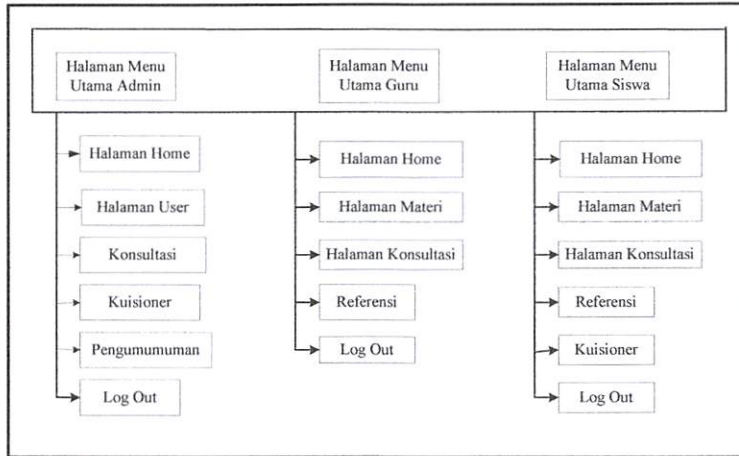 Halaman Menu
Utama Admin
Halaman Home
Halaman User
Konsultasi
Kuisioner
Pengumumuman
Log Out
Halaman Menu
Utama Guru
Halaman Home
Halaman Materi
Halaman Konsultasi
Referensi
Log Out
Halaman Menu
Utama Siswa
Halaman Home
Halaman Materi
Halaman Konsultasi
Referensi
Kuisioner
Log Out